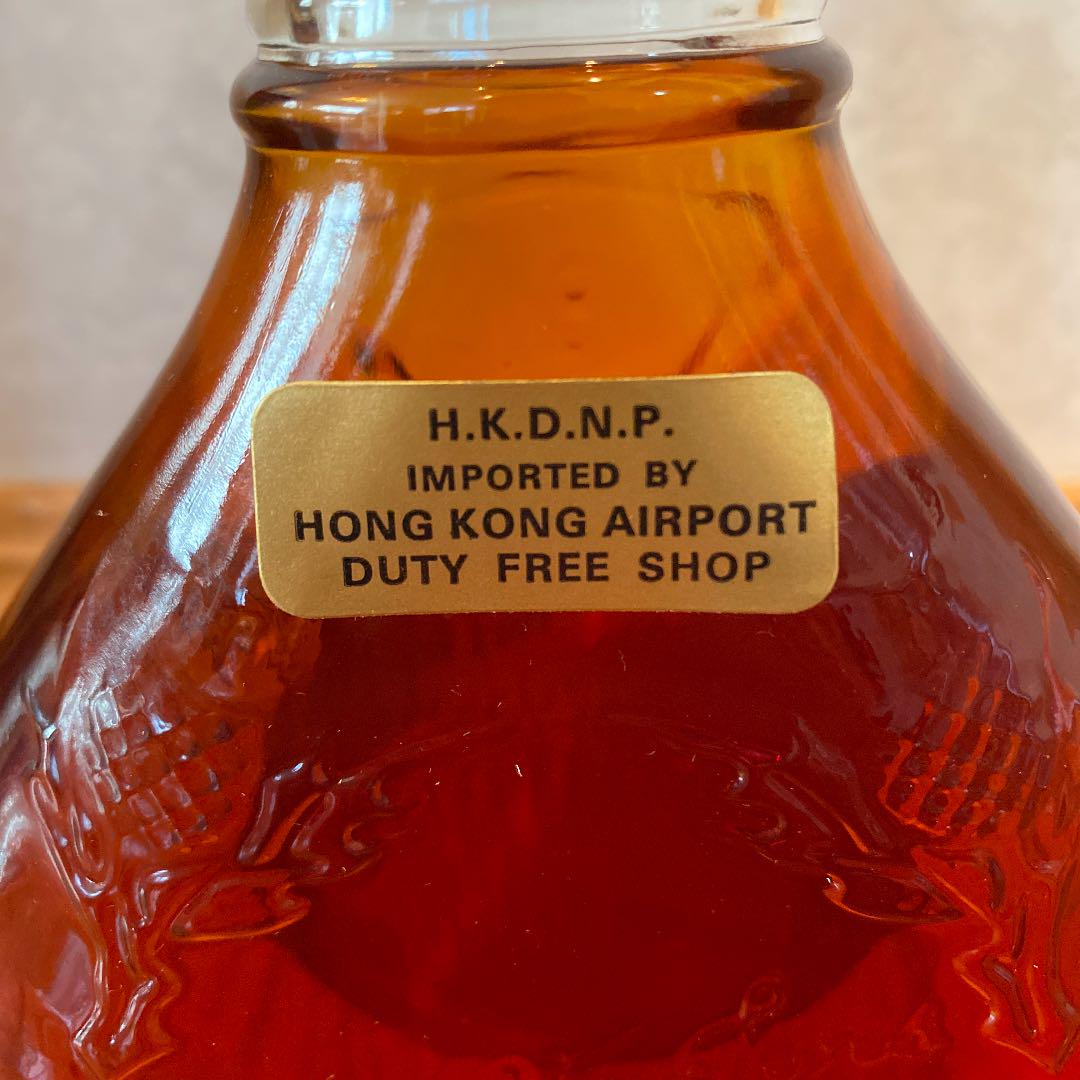 H.K.D.N.P.
IMPORTED BY
HONG KONG AIRPORT
DUTY FREE SHOP